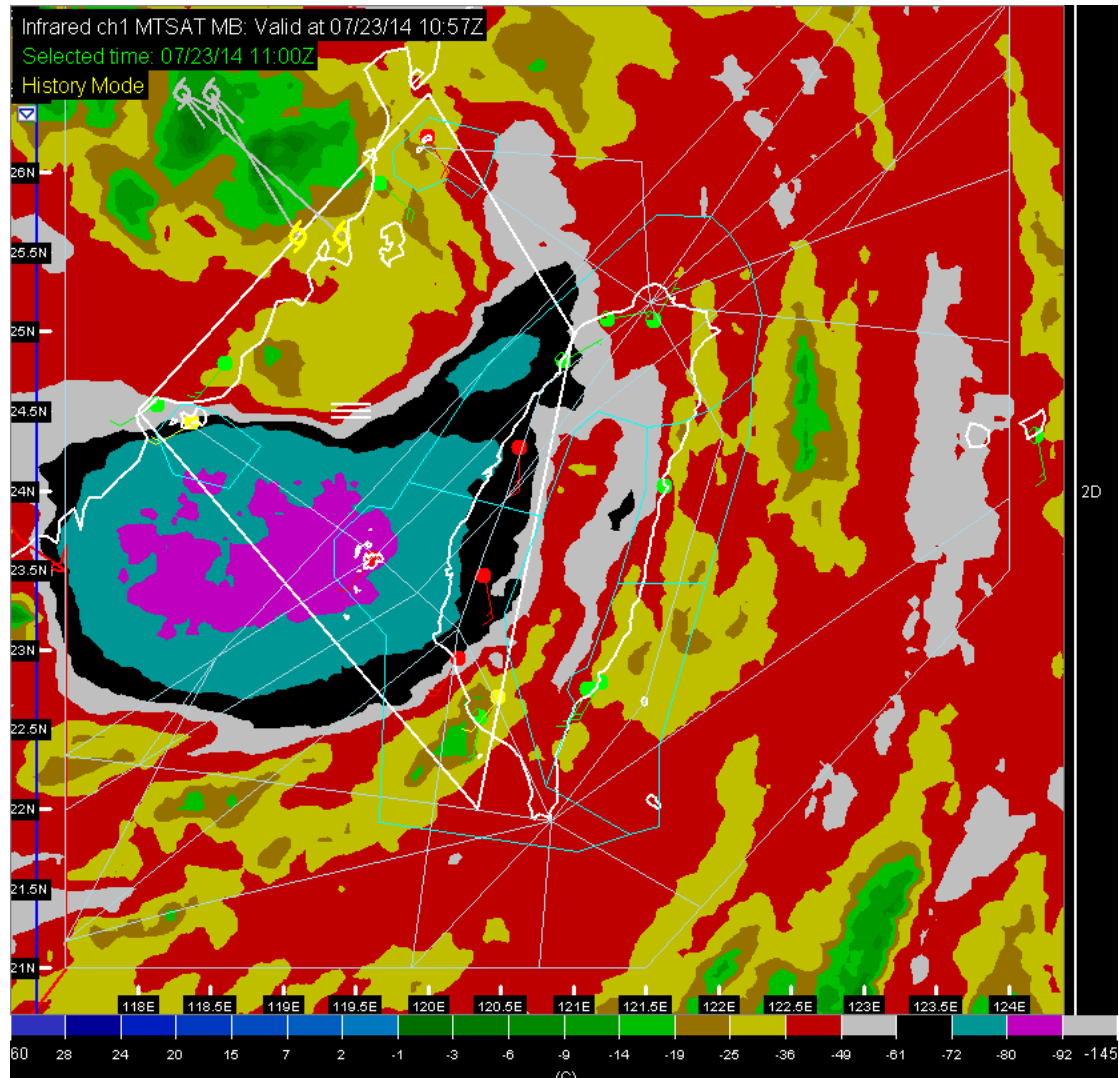 Infrared ch1 MTSAT MB: Valid at 07/23/14 10:57Z
Selected time: 07/23/14 11:00Z
History Mode
26N
25.5N
25N
24.5N
24N
2D
23.5N
23N
22.5N
22N
21.5N
21N
118E 118.5E 119E 119.5E 120E 120.5E 121E 121.5E 122E 122.5E 123E 123.5E 124E
60 28 24 20 15 7 2 -1 -3 -6 -9 -14 -19 -25 -36 -49 -61 -72 -80 -92 -145
(C)